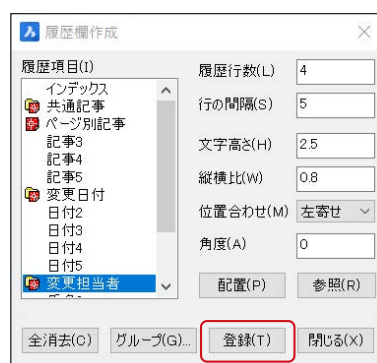 履歴欄作成
履歴項目(I)
インデックス
共通記事
ページ別記事
記事3
記事4
記事5
変更日付
日付2
日付3
日付4
日付5
変更担当者
履歴行数(L) 4
行の間隔(S) 5
文字高さ(H) 2.5
縦横比(W) 0.8
位置合わせ(M) 左寄せ
角度(A) 0
配置(P) 参照(R)
全消去(C) グループ(G)... 登録(T) 閉じる(X)